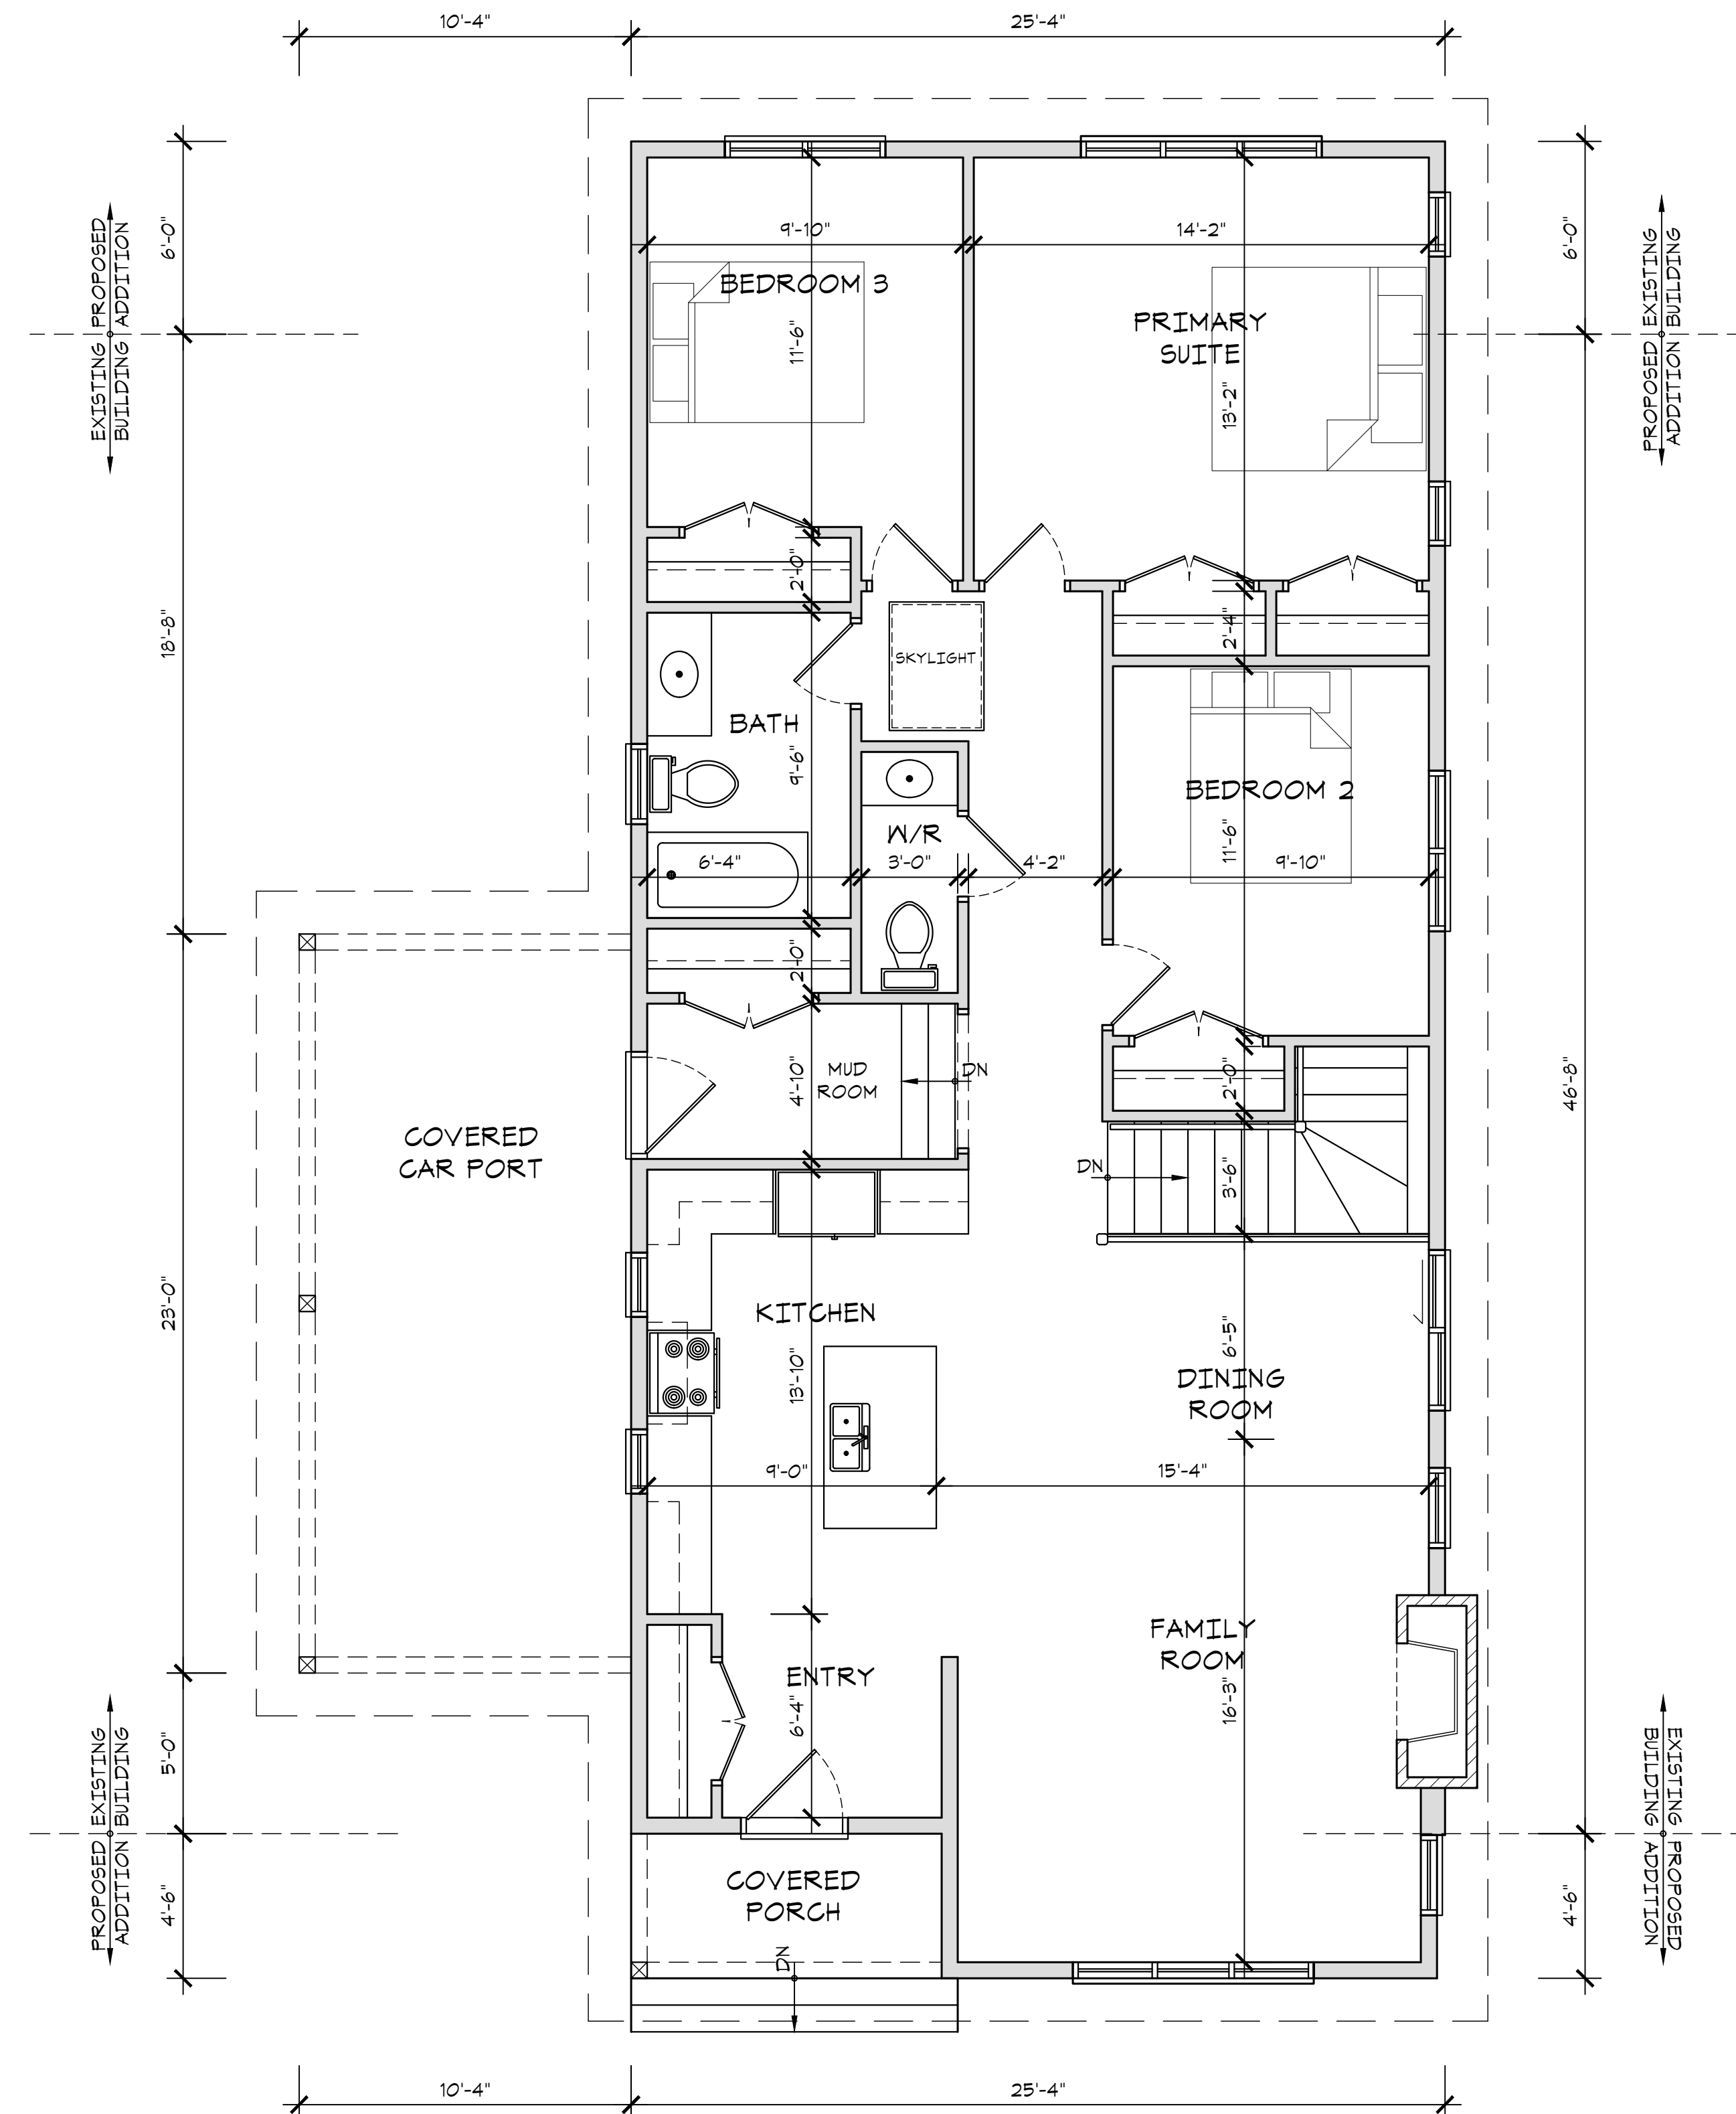 10'-4"
25'-4"
6'-0"
18'-8"
23'-0"
5'-0"
4'-6"
EXISTING PROPOSED
BUILDING ADDITION
PROPOSED EXISTING
ADDITION BUILDING
9'-10"
14'-2"
BEDROOM 3
11'-6"
PRIMARY
SUITE
13'-2"
2'-0"
2'-4"
SKYLIGHT
BATH
9'-6"
BEDROOM 2
11'-6"
W/R
6'-4"
3'-0"
4'-2"
9'-10"
2'-0"
MUD
ROOM
DN
4'-10"
2'-0"
COVERED
CAR PORT
DN
3'-6"
KITCHEN
13'-10"
6'-5"
DINING
ROOM
9'-0"
15'-4"
FAMILY
ROOM
16'-3"
ENTRY
6'-4"
COVERED
PORCH
DN
PROPOSED EXISTING
ADDITION BUILDING
6'-0"
46'-8"
4'-6"
EXISTING PROPOSED
BUILDING ADDITION
10'-4"
25'-4"